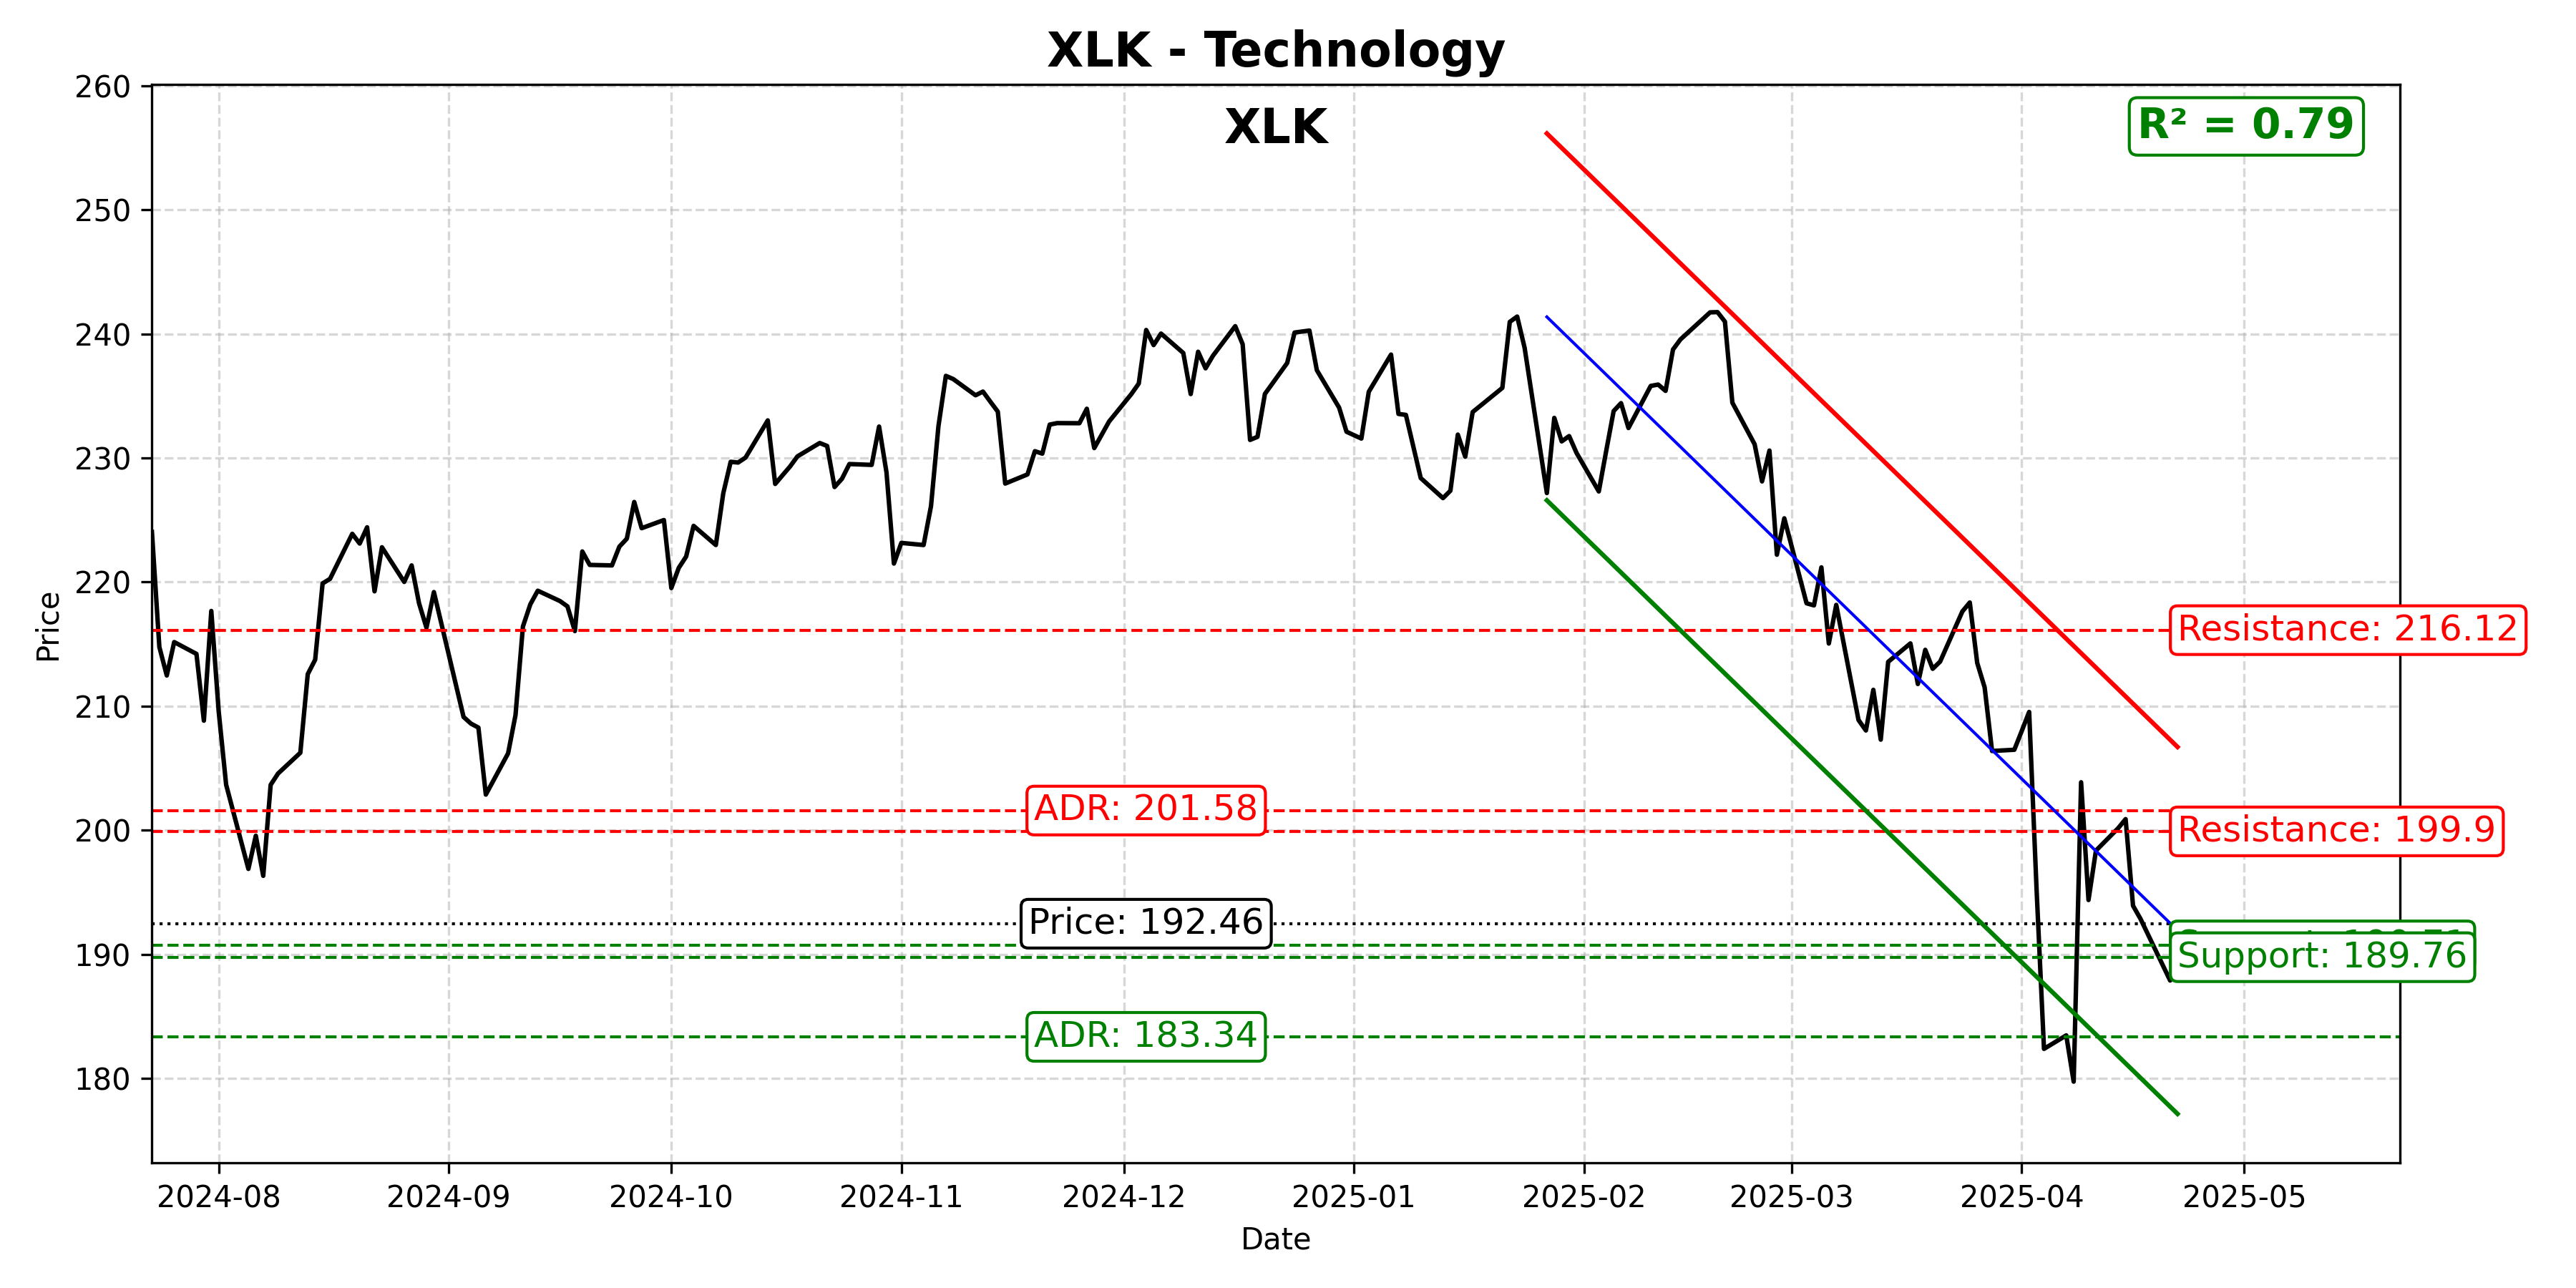 XLK - Technology
XLK
R² = 0.79
260
250
240
230
220
210
200
190
180
Price
Resistance: 216.12
ADR: 201.58
Resistance: 199.9
Price: 192.46
Support: 189.76
ADR: 183.34
2024-08
2024-09
2024-10
2024-11
2024-12
2025-01
2025-02
2025-03
2025-04
2025-05
Date